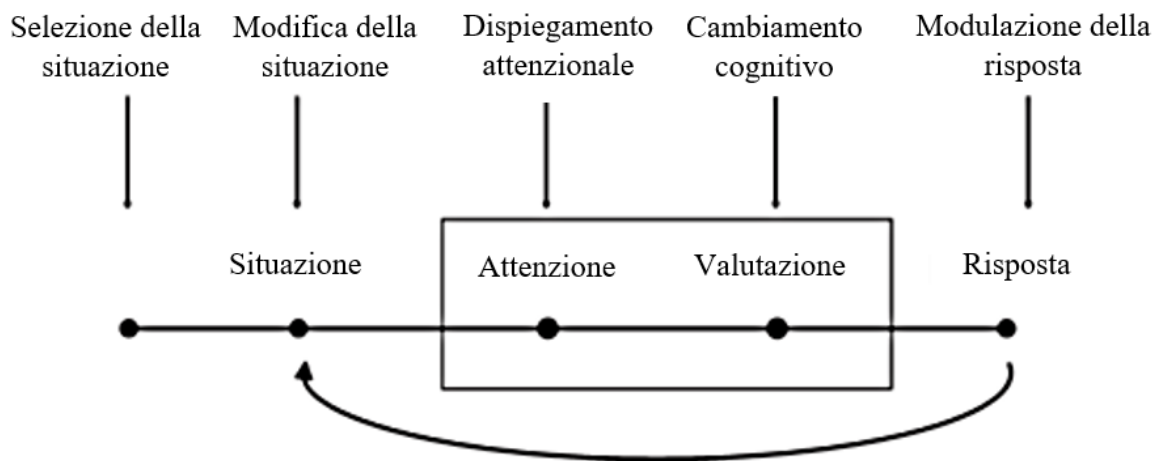 Selezione della
situazione
Modifica della
situazione
Dispiegamento
attenzionale
Cambiamento
cognitivo
Modulazione della
risposta
Situazione
Attenzione
Valutazione
Risposta